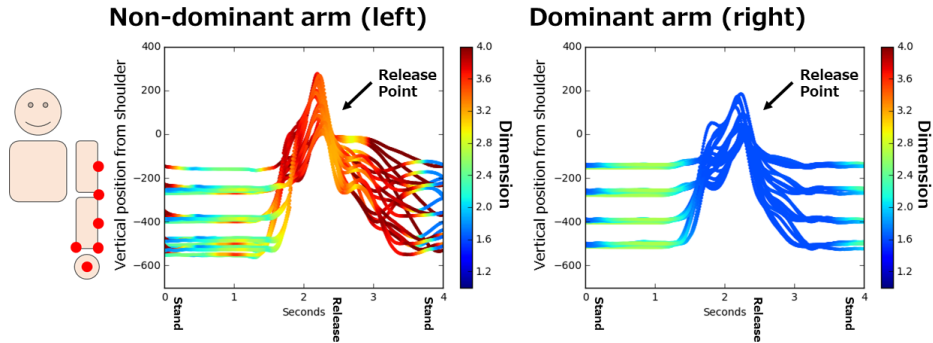 Non-dominant arm (left)
Dominant arm (right)
Vertical position from shoulder
400
200
0
−200
−400
−600
0
1
2
3
4
Seconds
Stand
Release
Stand
Release
Point
4.0
3.6
3.2
2.8
2.4
2.0
1.6
1.2
Dimension
Vertical position from shoulder
400
200
0
−200
−400
−600
0
1
2
3
4
Seconds
Stand
Release
Stand
Release
Point
4.0
3.6
3.2
2.8
2.4
2.0
1.6
1.2
Dimension